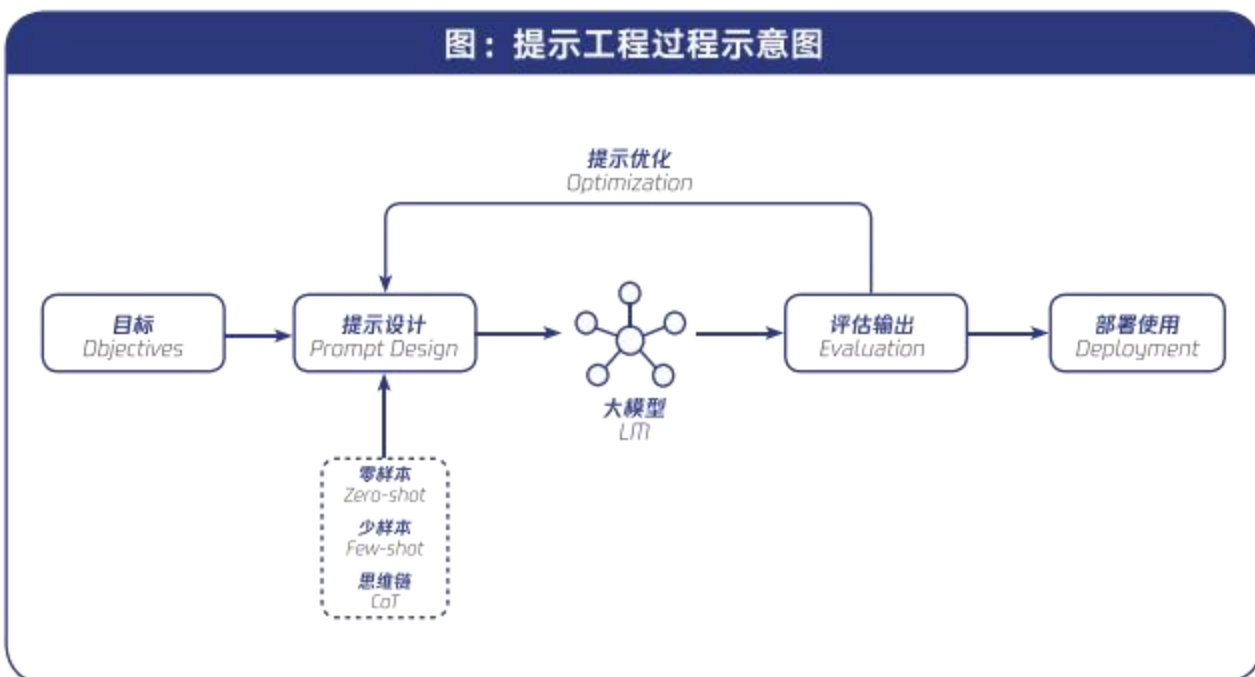 图：提示工程过程示意图
提示优化
Optimization
目标
Objectives
提示设计
Prompt Design
大模型
LM
评估输出
Evaluation
部署使用
Deployment
零样本
Zero-shot
少样本
Few-shot
思维链
CoT